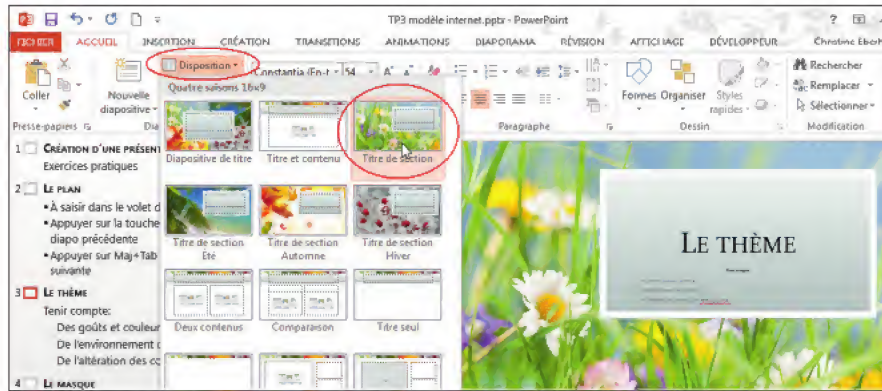 TP3 modèle internet.pptx - PowerPoint
FICHIER ACCUEIL INSERTION CRÉATION TRANSITIONS ANIMATIONS DIAPORAMA RÉVISION AFFICHAGE DÉVELOPPEUR Christine Eberh
Coller
Nouvelle
diapositive
Disposition
Constantia (En-t 54
Formes Organiser Styles
rapides
Rechercher
Remplacer
Sélectionner
Presse-papiers Dia Paragraphe Dessin Modification
Quatre saisons 16x9
Diapositive de titre Titre et contenu Titre de section
Titre de section
Eté
Titre de section
Automne
Titre de section
Hiver
Deux contenus Comparaison Titre seul
1 CRÉATION D'UNE PRÉSENT
Exercices pratiques
2 LE PLAN
• À saisir dans le volet d
• Appuyer sur la touche
diapo précédente
• Appuyer sur Maj+Tab
suivante
3 LE THÈME
Tenir compte:
Des goûts et couleur
De l'environnement
De l'altération des co
4 LE MASQUE
LE THÈME